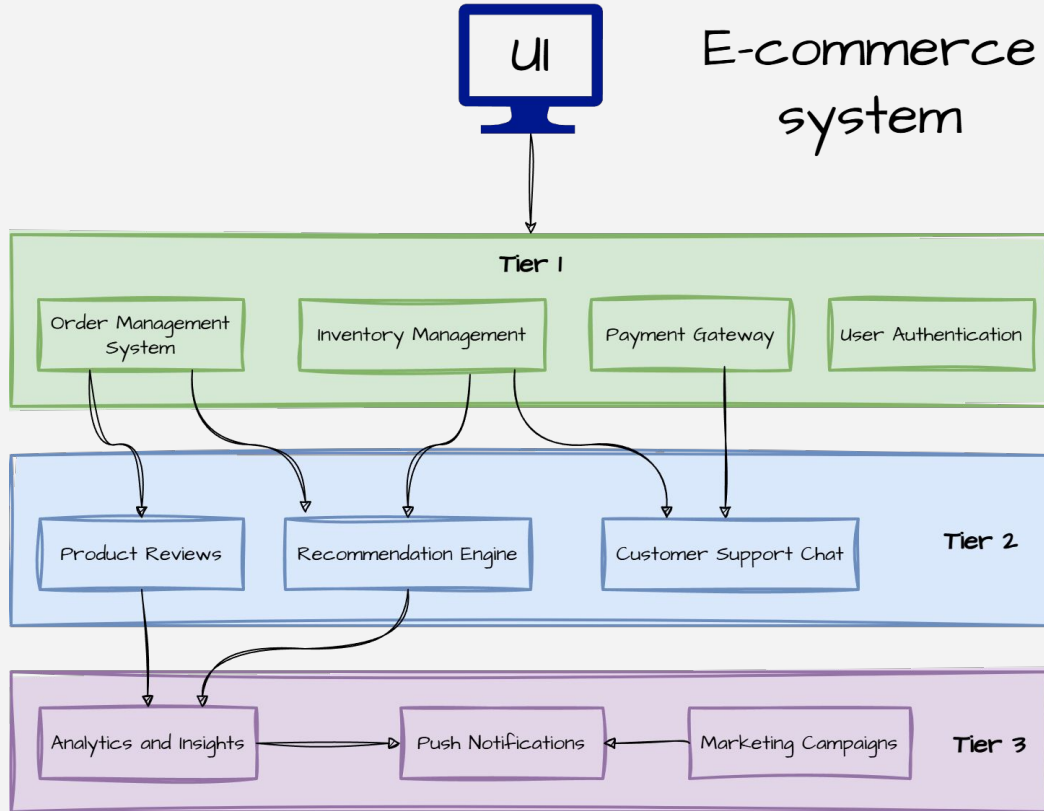 UI
E-commerce
system
Tier 1
Order Management
System
Inventory Management
Payment Gateway
User Authentication
Product Reviews
Recommendation Engine
Customer Support Chat
Tier 2
Analytics and Insights
Push Notifications
Marketing Campaigns
Tier 3